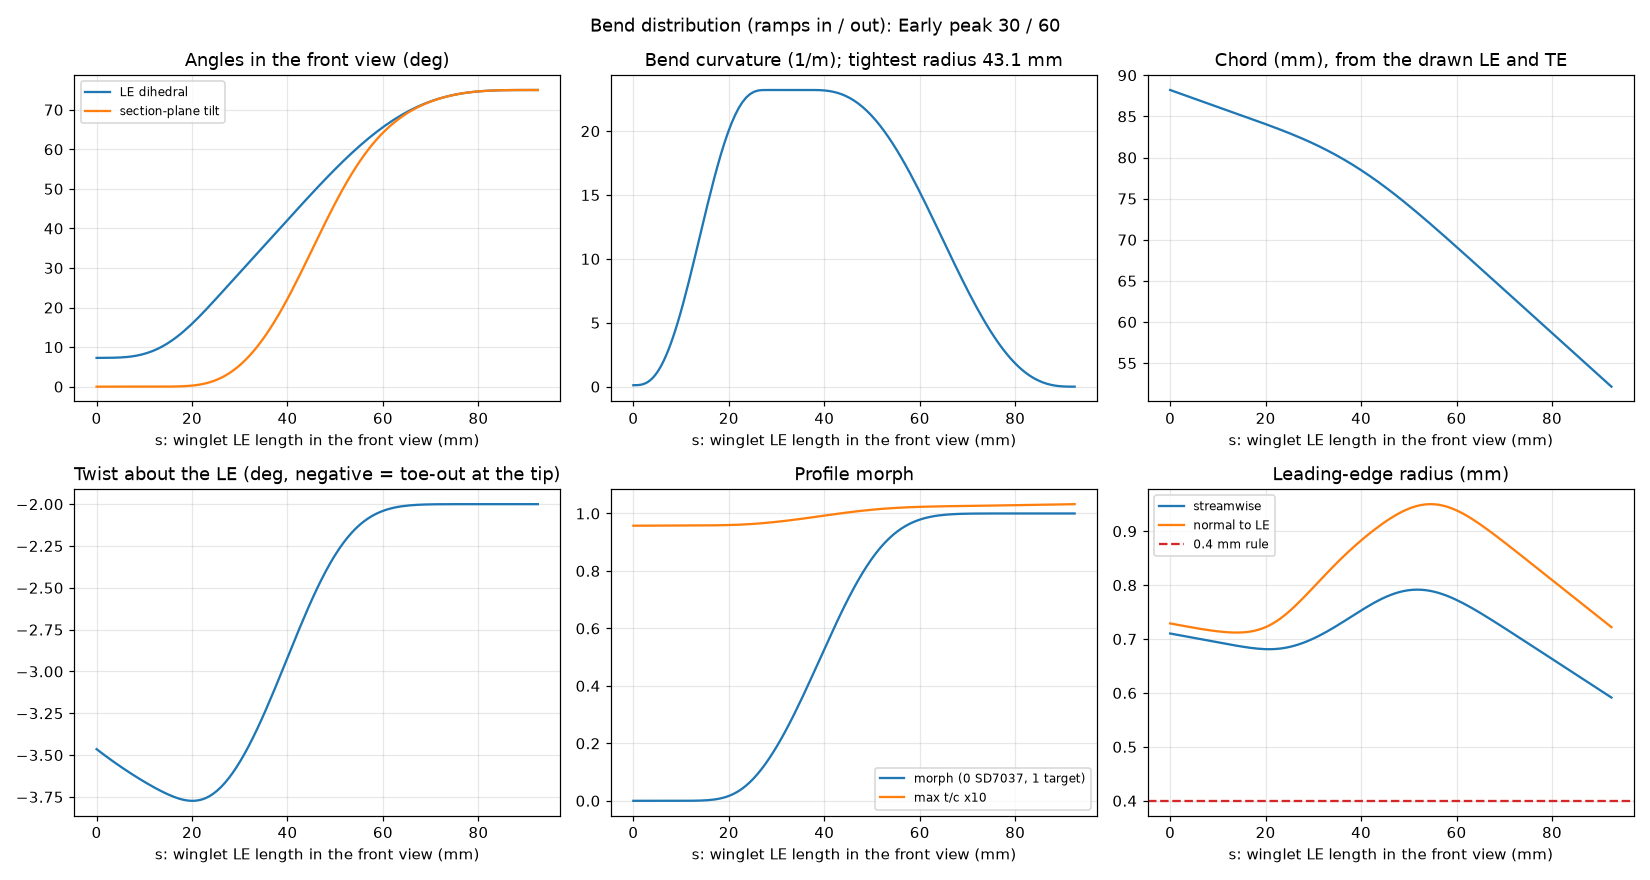 Bend distribution (ramps in / out): Early peak 30 / 60
Angles in the front view (deg)
LE dihedral
section-plane tilt
70
60
50
40
30
20
10
0
0 20 40 60 80
s: winglet LE length in the front view (mm)
Bend curvature (1/m); tightest radius 43.1 mm
20
15
10
5
0
0 20 40 60 80
s: winglet LE length in the front view (mm)
Chord (mm), from the drawn LE and TE
90
85
80
75
70
65
60
55
0 20 40 60 80
s: winglet LE length in the front view (mm)
Twist about the LE (deg, negative = toe-out at the tip)
−2.00
−2.25
−2.50
−2.75
−3.00
−3.25
−3.50
−3.75
0 20 40 60 80
s: winglet LE length in the front view (mm)
Profile morph
1.0
0.8
0.6
0.4
0.2
0.0
morph (0 SD7037, 1 target)
max t/c x10
0 20 40 60 80
s: winglet LE length in the front view (mm)
Leading-edge radius (mm)
streamwise
normal to LE
0.4 mm rule
0.9
0.8
0.7
0.6
0.5
0.4
0 20 40 60 80
s: winglet LE length in the front view (mm)